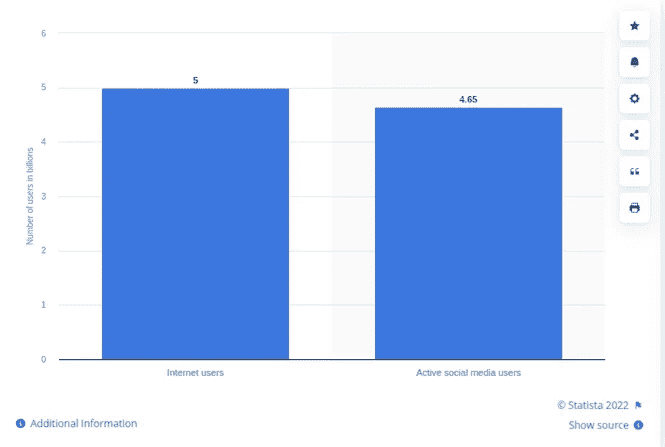 6
5
4
3
2
1
0
Number of users in billions
5
4.65
Internet users
Active social media users
© Statista 2022
Additional Information
Show source